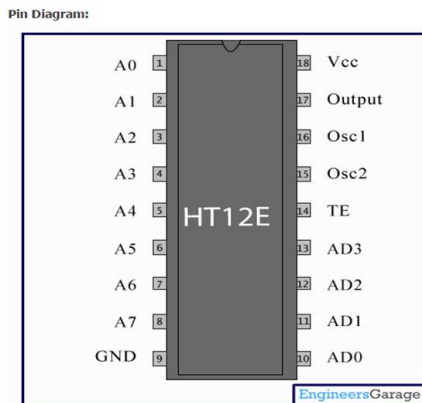 Pin Diagram:
A0 1 18 Vcc
A1 2 17 Output
A2 3 16 Osc1
A3 4 15 Osc2
A4 5 14 TE
HT12E
A5 6 13 AD3
A6 7 12 AD2
A7 8 11 AD1
GND 9 10 AD0
EngineersGarage